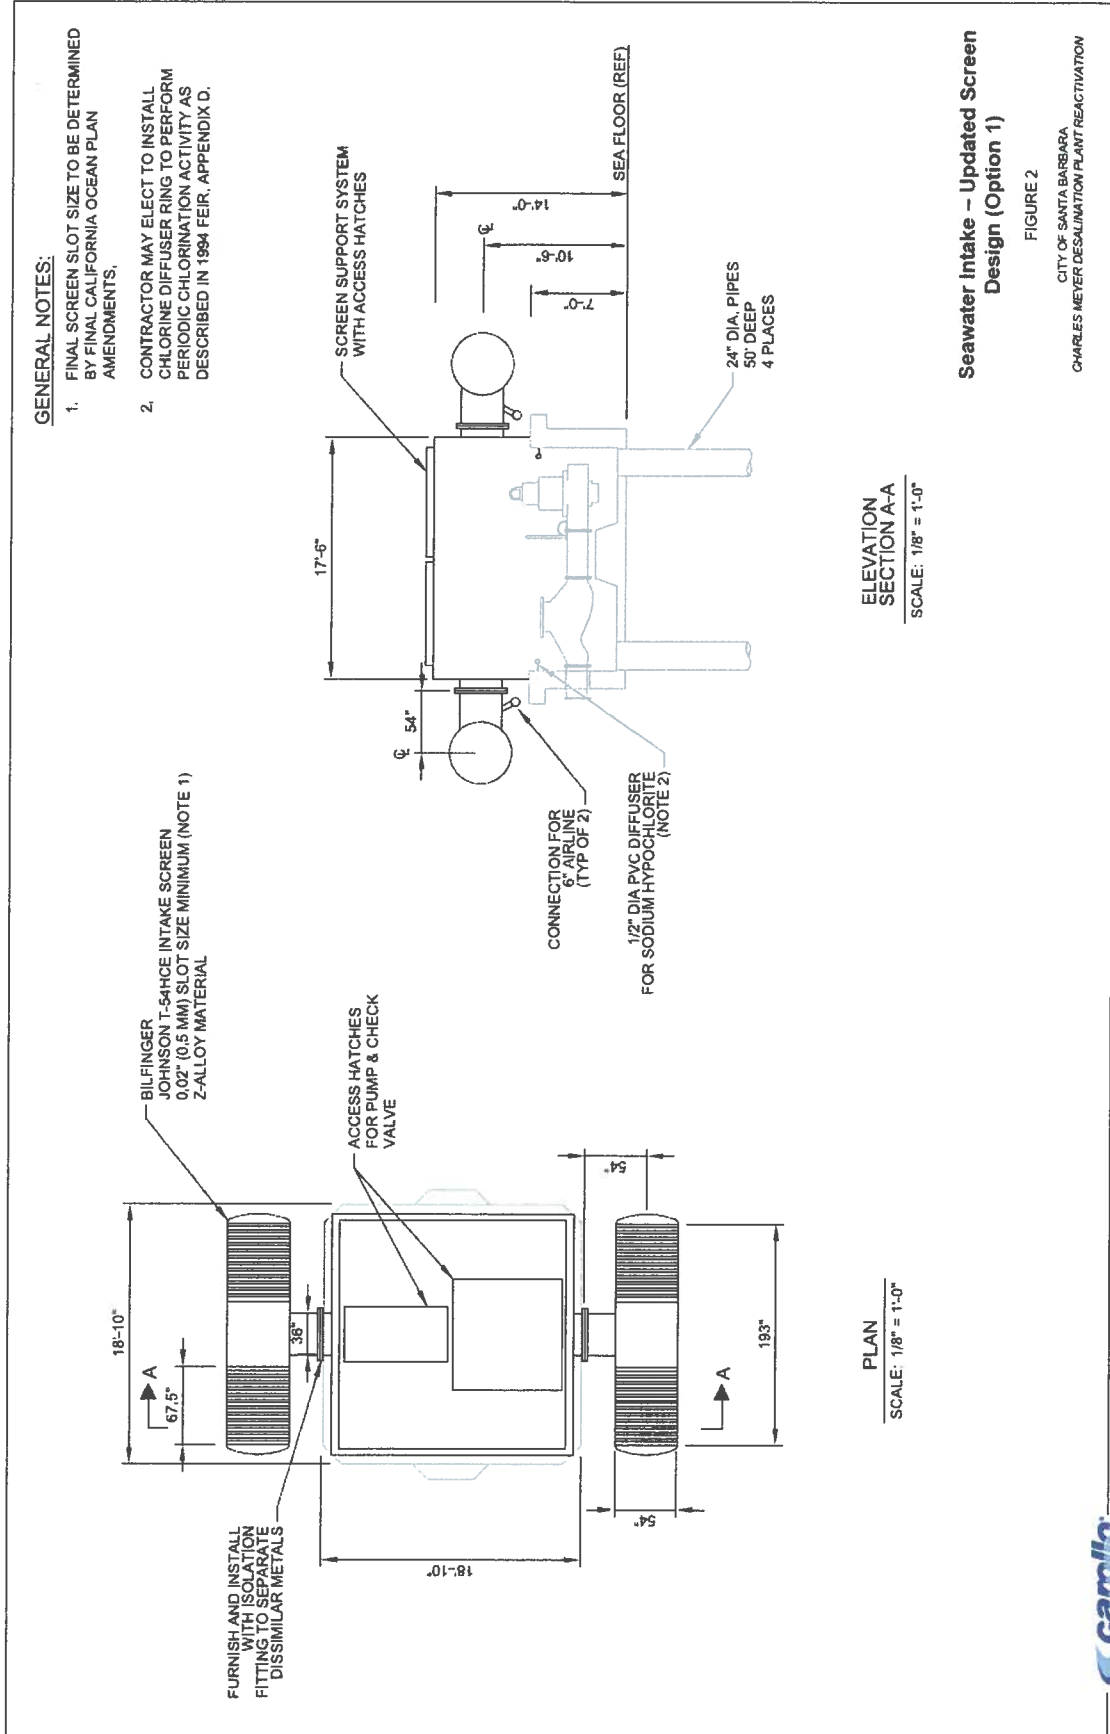 GENERAL NOTES:
1. FINAL SCREEN SLOT SIZE TO BE DETERMINED
BY FINAL CALIFORNIA OCEAN PLAN
AMENDMENTS.
2. CONTRACTOR MAY ELECT TO INSTALL
CHLORINE DIFFUSER RING TO PERFORM
PERIODIC CHLORINATION ACTIVITY AS
DESCRIBED IN 1994 FEIR, APPENDIX D.
BILFINGER
JOHNSON T-54HCE INTAKE SCREEN
0.02" (0.5 MM) SLOT SIZE MINIMUM (NOTE 1)
Z-ALLOY MATERIAL
18'-10"
67.5"
A
36"
FURNISH AND INSTALL
WITH ISOLATION
FITTING TO SEPARATE
DISSIMILAR METALS
18'-10"
ACCESS HATCHES
FOR PUMP & CHECK
VALVE
54"
A
54"
193"
PLAN
SCALE: 1/8" = 1'-0"
17'-6"
SCREEN SUPPORT SYSTEM
WITH ACCESS HATCHES
54"
℄
℄
14'-0"
10'-6"
7'-0"
SEA FLOOR (REF)
CONNECTION FOR
6" AIRLINE
(TYP OF 2)
1/2" DIA PVC DIFFUSER
FOR SODIUM HYPOCHLORITE
(NOTE 2)
24" DIA. PIPES
50' DEEP
4 PLACES
ELEVATION
SECTION A-A
SCALE: 1/8" = 1'-0"
Seawater Intake – Updated Screen
Design (Option 1)
FIGURE 2
CITY OF SANTA BARBARA
CHARLES MEYER DESALINATION PLANT REACTIVATION